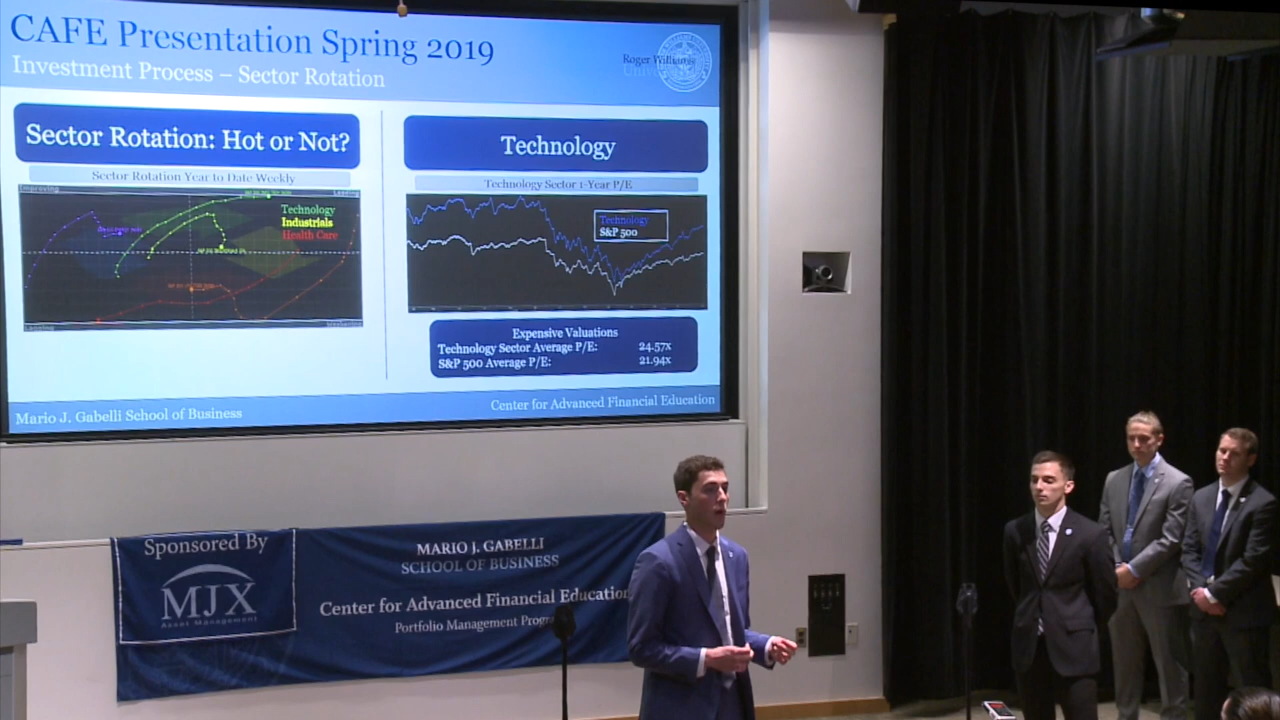 CAFE Presentation Spring 2019
Investment Process – Sector Rotation
Roger Williams
University
Sector Rotation: Hot or Not?
Sector Rotation Year to Date Weekly
Improving
Leading
Technology
Industrials
Health Care
Lagging
Weakening
Technology
Technology Sector 1-Year P/E
Technology
S&P 500
Expensive Valuations
Technology Sector Average P/E: 24.57x
S&P 500 Average P/E: 21.94x
Mario J. Gabelli School of Business
Center for Advanced Financial Education
Sponsored By
MJX
Asset Management
MARIO J. GABELLI
SCHOOL OF BUSINESS
Center for Advanced Financial Education
Portfolio Management Progr